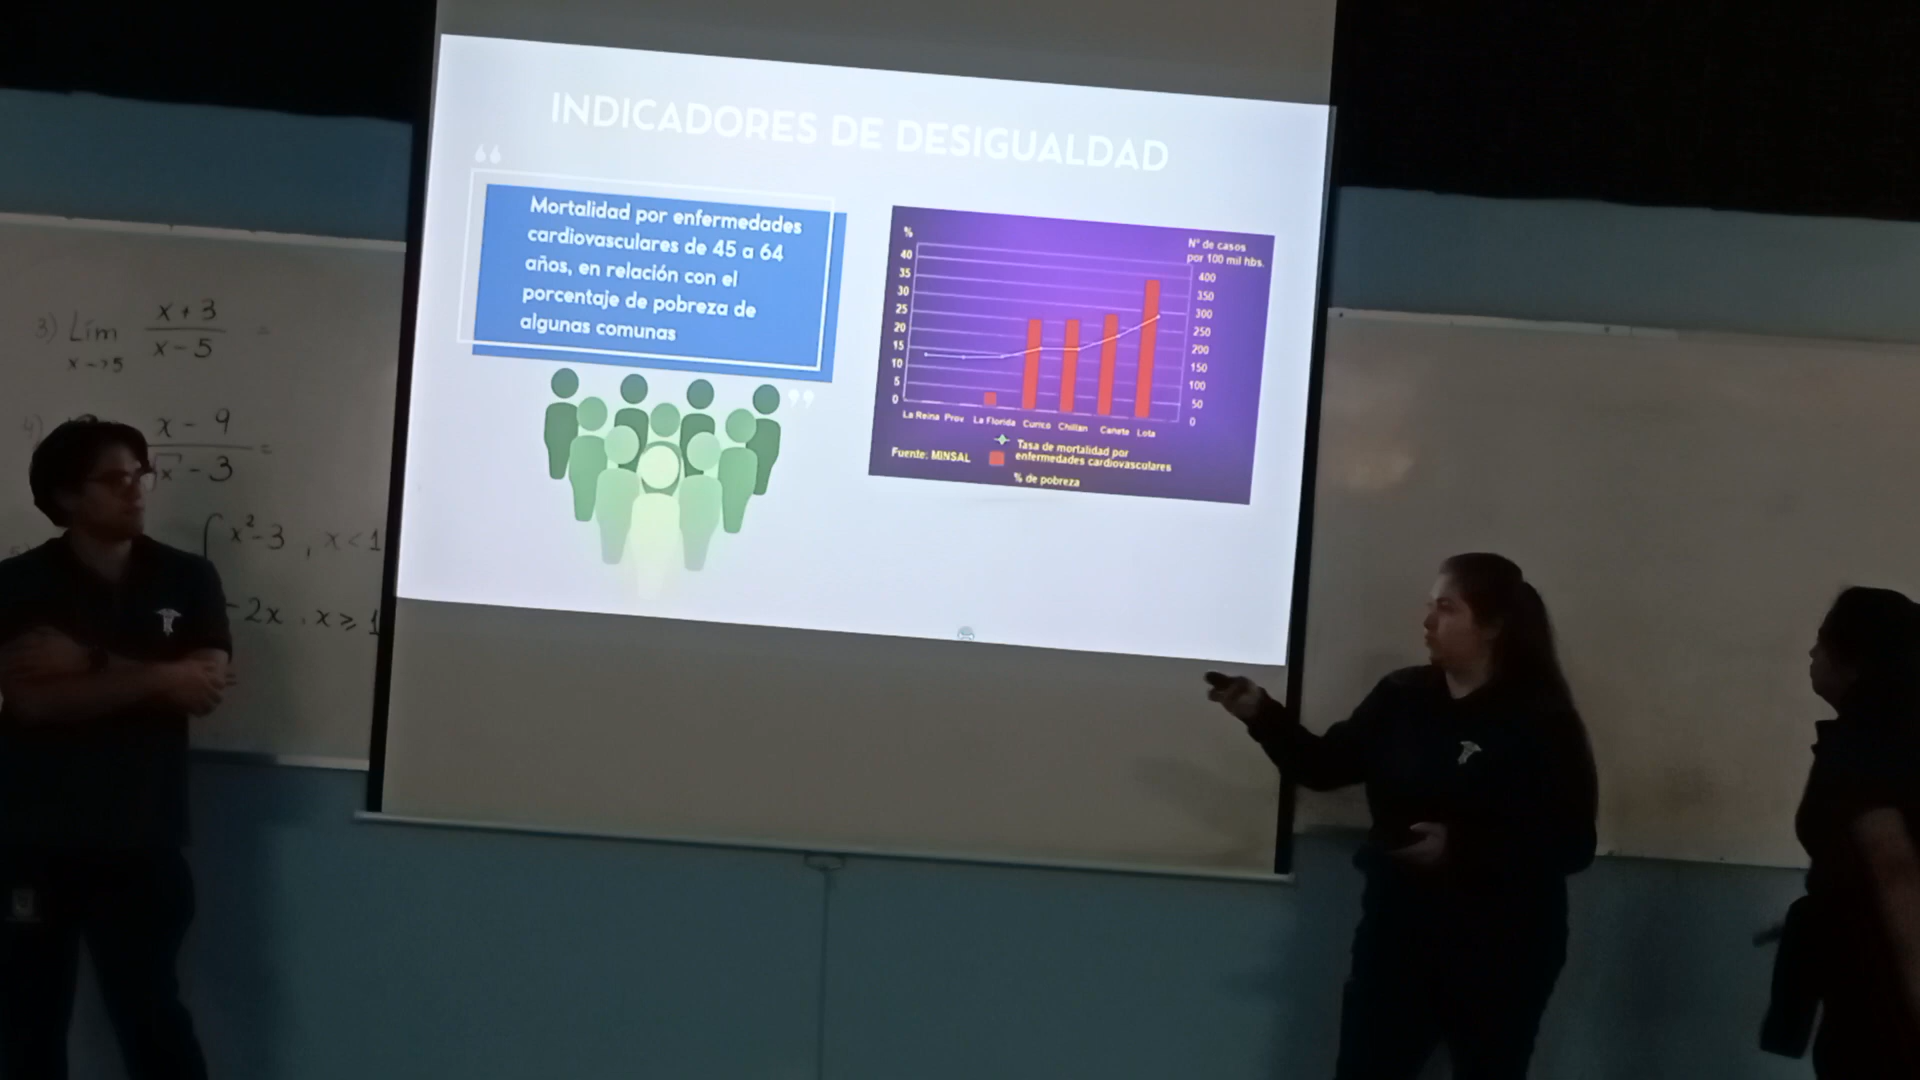 INDICADORES DE DESIGUALDAD
“
Mortalidad por enfermedades
cardiovasculares de 45 a 64
años, en relación con el
porcentaje de pobreza de
algunas comunas
”
%
40
35
30
25
20
15
10
5
0
Nº de casos
por 100 mil hbs.
400
350
300
250
200
150
100
50
0
La Reina Prov La Florida Curico Chillan Canete Lota
Tasa de mortalidad por
enfermedades cardiovasculares
% de pobreza
Fuente: MINSAL
3) Lim x + 3 =
x→5 x - 5
4) x - 9 =
√x - 3
x² - 3 , x < 1
- 2x , x ≥ 1